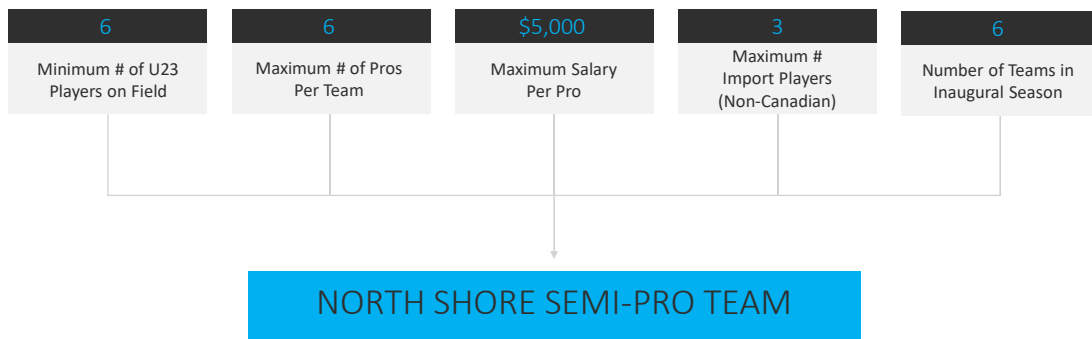 6
Minimum # of U23
Players on Field
6
Maximum # of Pros
Per Team
$5,000
Maximum Salary
Per Pro
3
Maximum #
Import Players
(Non-Canadian)
6
Number of Teams in
Inaugural Season
NORTH SHORE SEMI-PRO TEAM